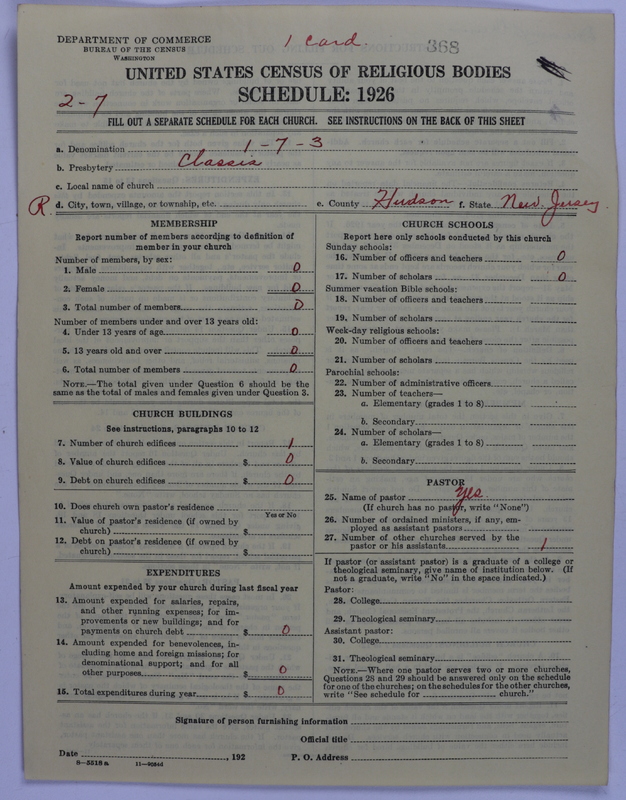 DEPARTMENT OF COMMERCE
BUREAU OF THE CENSUS
WASHINGTON
1 card.
368
UNITED STATES CENSUS OF RELIGIOUS BODIES
SCHEDULE: 1926
2-7
FILL OUT A SEPARATE SCHEDULE FOR EACH CHURCH. SEE INSTRUCTIONS ON THE BACK OF THIS SHEET
a. Denomination 1-7-3
b. Presbytery Classis
c. Local name of church
R d. City, town, village, or township, etc. e. County Hudson f. State New Jersey
MEMBERSHIP
Report number of members according to definition of
member in your church
Number of members, by sex:
1. Male 0
2. Female 0
3. Total number of members 0
Number of members under and over 13 years old:
4. Under 13 years of age 0
5. 13 years old and over 0
6. Total number of members 0
NOTE.—The total given under Question 6 should be the
same as the total of males and females given under Question 3.
CHURCH BUILDINGS
See instructions, paragraphs 10 to 12
7. Number of church edifices 1
8. Value of church edifices $ 0
9. Debt on church edifices $ 0
10. Does church own pastor's residence
Yes or No
11. Value of pastor's residence (if owned by
church) $
12. Debt on pastor's residence (if owned by
church) $
EXPENDITURES
Amount expended by your church during last fiscal year
13. Amount expended for salaries, repairs,
and other running expenses; for im-
provements or new buildings; and for
payments on church debt $ 0
14. Amount expended for benevolences, in-
cluding home and foreign missions; for
denominational support; and for all
other purposes $ 0
15. Total expenditures during year $ 0
CHURCH SCHOOLS
Report here only schools conducted by this church
Sunday schools:
16. Number of officers and teachers 0
17. Number of scholars 0
Summer vacation Bible schools:
18. Number of officers and teachers
19. Number of scholars
Week-day religious schools:
20. Number of officers and teachers
21. Number of scholars
Parochial schools:
22. Number of administrative officers
23. Number of teachers—
a. Elementary (grades 1 to 8)
b. Secondary
24. Number of scholars—
a. Elementary (grades 1 to 8)
b. Secondary
PASTOR
25. Name of pastor yes
(If church has no pastor, write "None")
26. Number of ordained ministers, if any, em-
ployed as assistant pastors
27. Number of other churches served by the
pastor or his assistants 1
If pastor (or assistant pastor) is a graduate of a college or
theological seminary, give name of institution below. (If
not a graduate, write "No" in the space indicated.)
Pastor:
28. College
29. Theological seminary
Assistant pastor:
30. College
31. Theological seminary
NOTE.—Where one pastor serves two or more churches,
Questions 28 and 29 should be answered only on the schedule
for one of the churches; on the schedules for the other churches,
write "See schedule for church."
Signature of person furnishing information
Official title
Date , 192 P. O. Address
8—5518 a